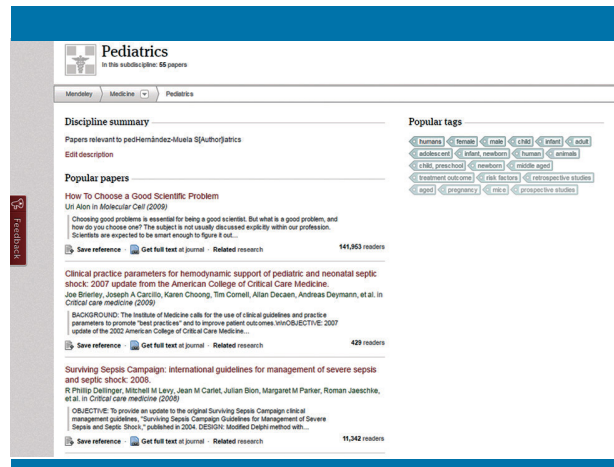 Pediatrics
In this subdiscipline: 55 papers
Mendeley Medicine Pediatrics
Discipline summary
Papers relevant to pedHernàndez-Muela S[Author]iatrics
Edit description
Popular papers
How To Choose a Good Scientific Problem
Uri Alon in Molecular Cell (2009)
Choosing good problems is essential for being a good scientist. But what is a good problem, and
how do you choose one? The subject is not usually discussed explicitly within our profession.
Scientists are expected to be smart enough to figure it out...
Save reference · Get full text at journal · Related research 141,953 readers
Clinical practice parameters for hemodynamic support of pediatric and neonatal septic
shock: 2007 update from the American College of Critical Care Medicine.
Joe Brierley, Joseph A Carcillo, Karen Choong, Tim Cornell, Allan Decaen, Andreas Deymann, et al. in
Critical care medicine (2009)
BACKGROUND: The Institute of Medicine calls for the use of clinical guidelines and practice
parameters to promote "best practices" and to improve patient outcomes.\n\nOBJECTIVE: 2007
update of the 2002 American College of Critical Care Medicine...
Save reference · Get full text at journal · Related research 429 readers
Surviving Sepsis Campaign: international guidelines for management of severe sepsis
and septic shock: 2008.
R Phillip Dellinger, Mitchell M Levy, Jean M Carlet, Julian Bion, Margaret M Parker, Roman Jaeschke,
et al. in Critical care medicine (2008)
OBJECTIVE: To provide an update to the original Surviving Sepsis Campaign clinical
management guidelines, "Surviving Sepsis Campaign Guidelines for Management of Severe
Sepsis and Septic Shock," published in 2004. DESIGN: Modified Delphi method with...
Save reference · Get full text at journal · Related research 11,342 readers
Popular tags
humans female male child infant adult
adolescent infant, newborn human animals
child, preschool newborn middle aged
treatment outcome risk factors retrospective studies
aged pregnancy mice prospective studies
Feedback